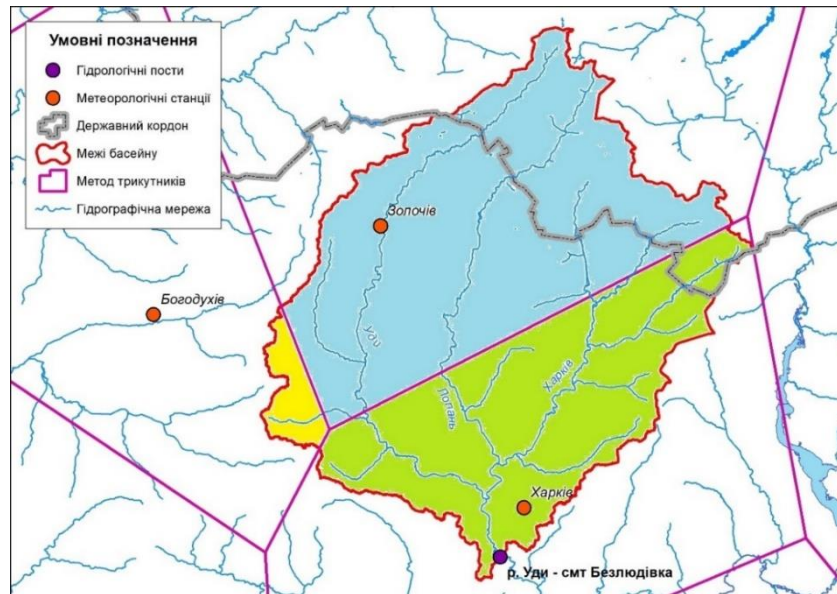 Умовні позначення
Гідрологічні пости
Метеорологічні станції
Державний кордон
Межі басейну
Метод трикутників
Гідрографічна мережа
Золочів
Богодухів
Уди
Лопань
Харків
Харків
р. Уди - смт Безлюдівка